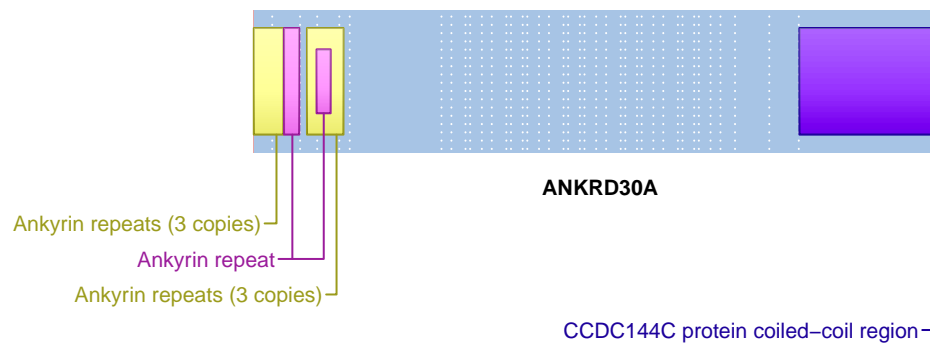 ANKRD30A
Ankyrin repeats (3 copies)
Ankyrin repeat
Ankyrin repeats (3 copies)
CCDC144C protein coiled−coil region